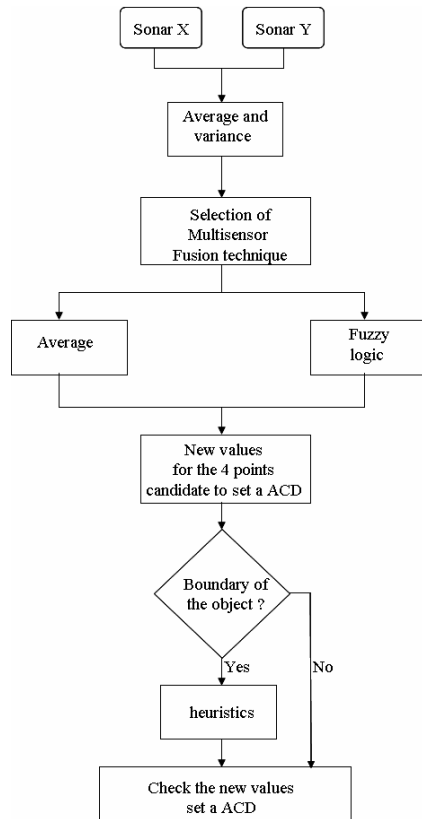 Sonar X
Sonar Y
Average and
variance
Selection of
Multisensor
Fusion technique
Average
Fuzzy
logic
New values
for the 4 points
candidate to set a ACD
Boundary of
the object ?
Yes
No
heuristics
Check the new values
set a ACD